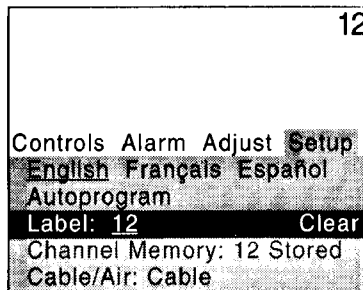 12
Controls Alarm Adjust Setup
English Français Español
Autoprogram
Label: 12 Clear
Channel Memory: 12 Stored
Cable/Air: Cable